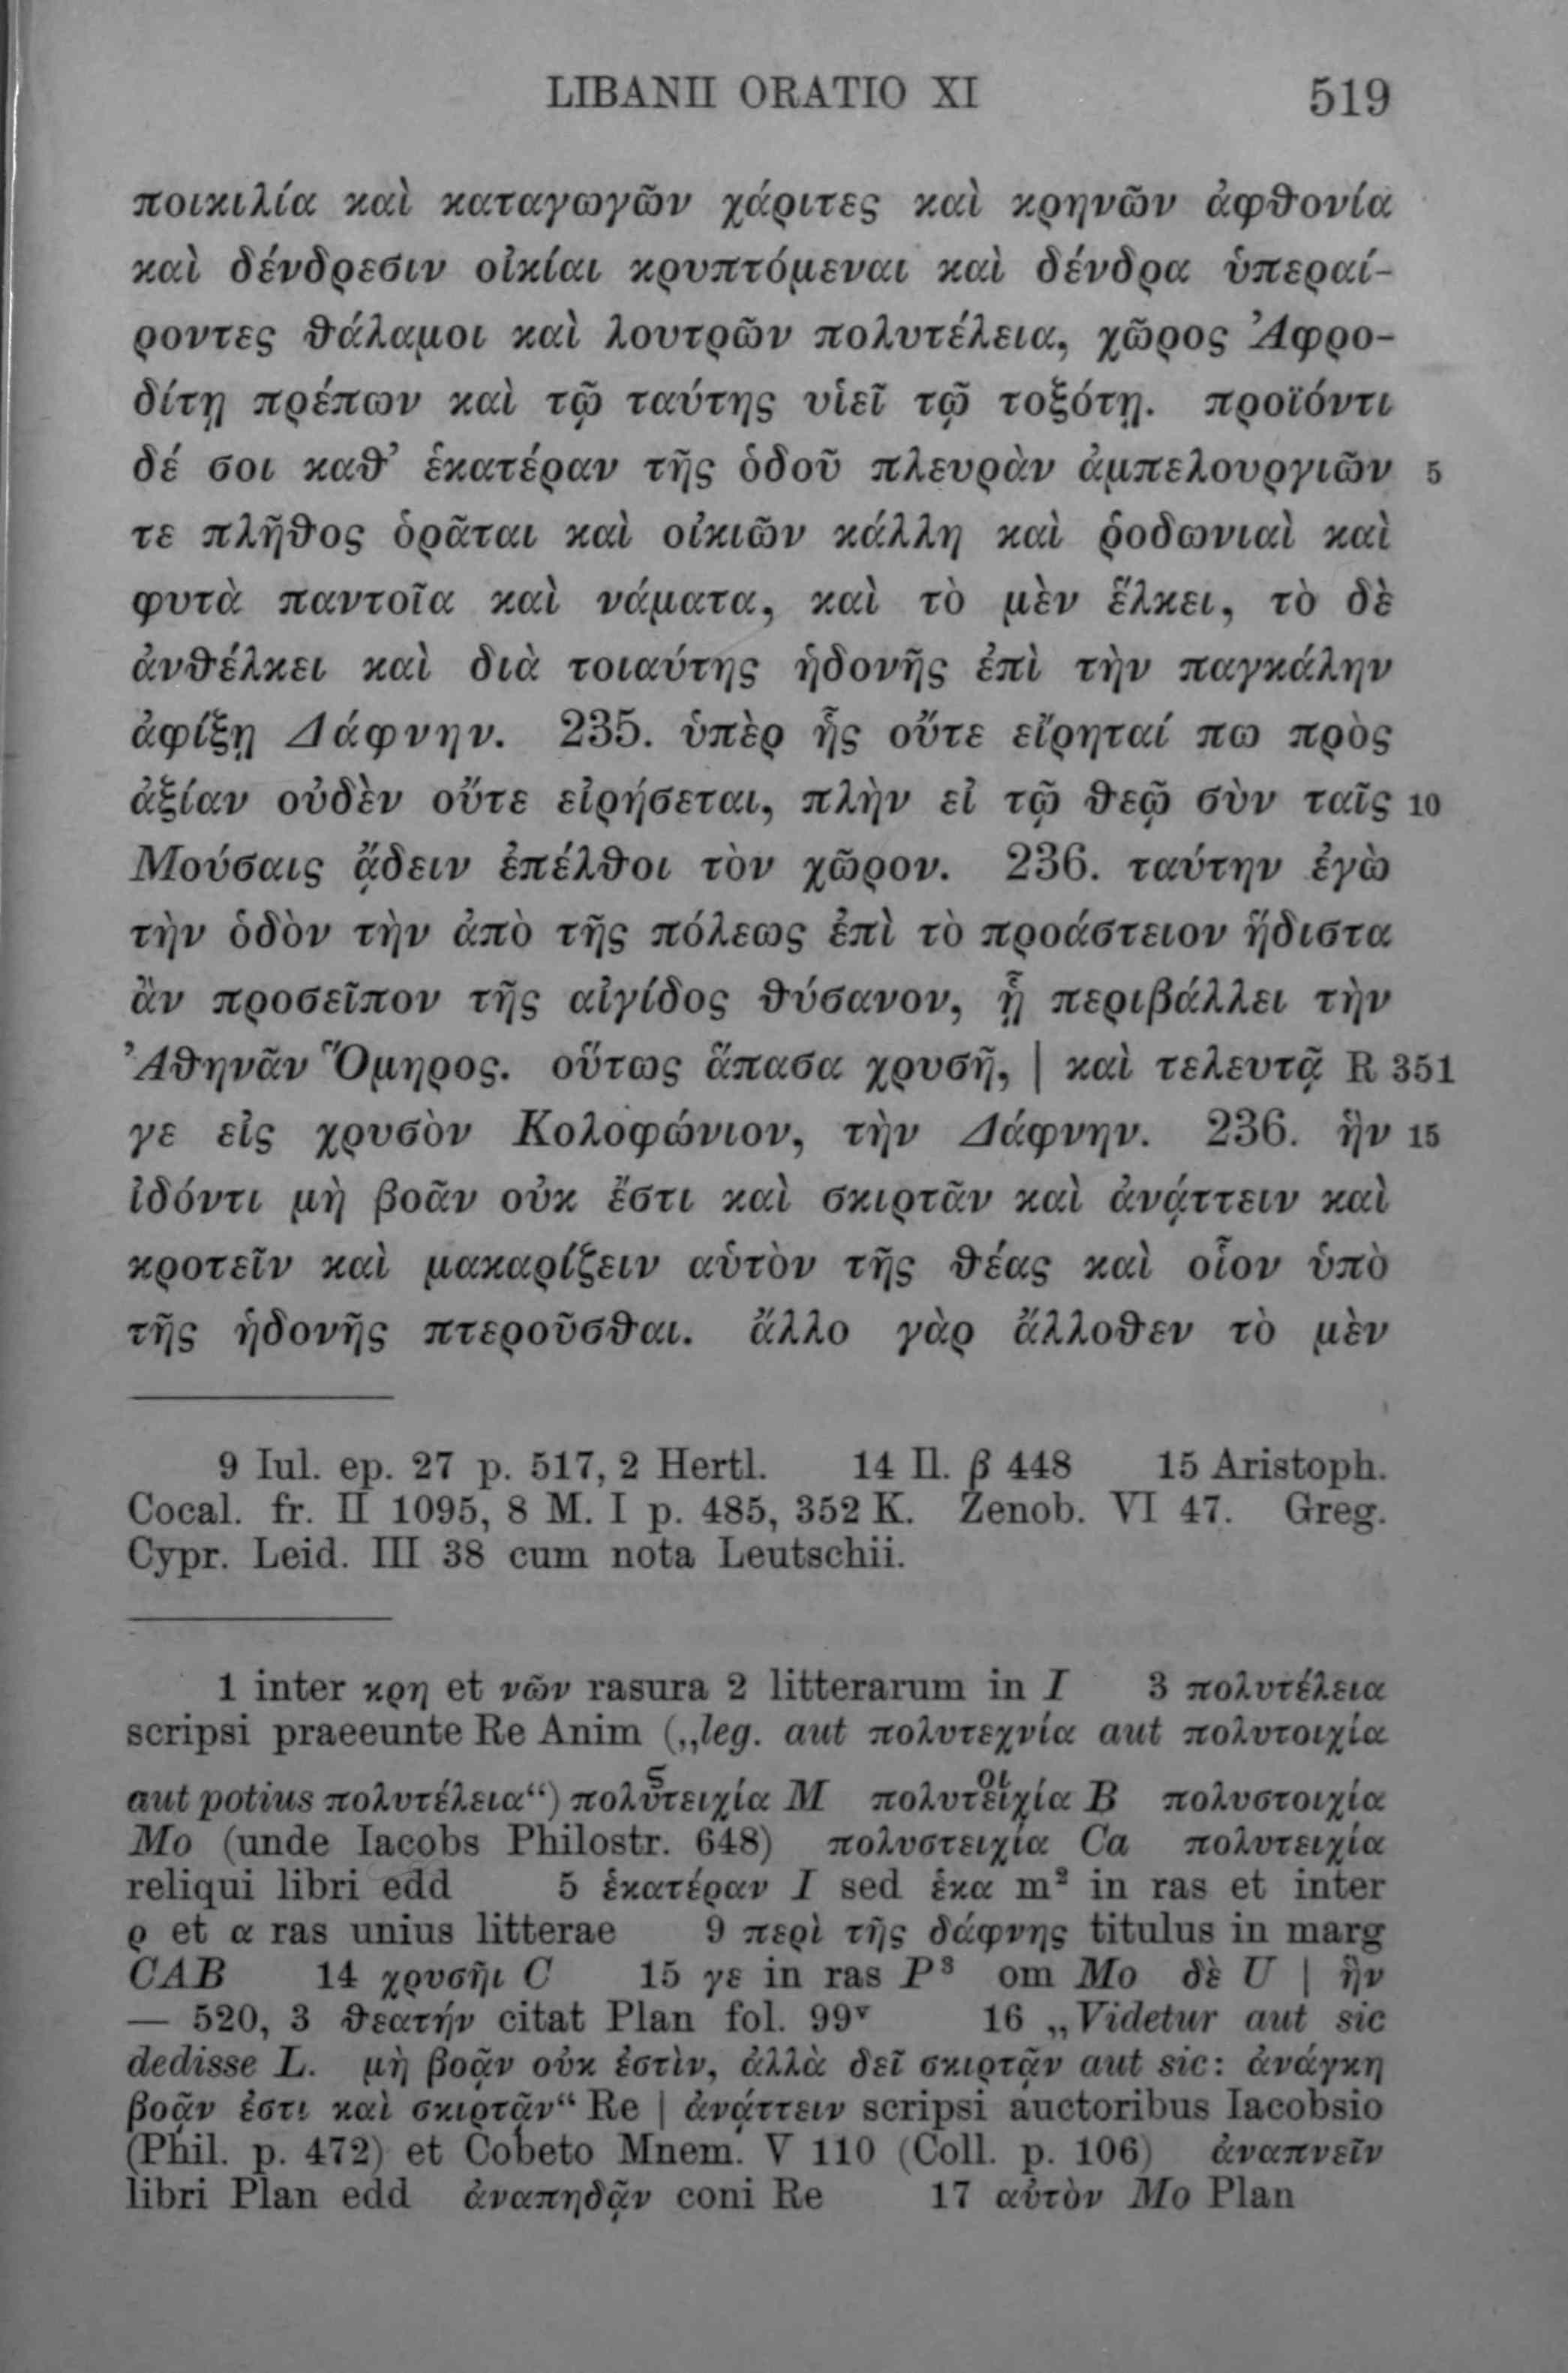 LIBANII ORATIO XI 519
ποικιλία καὶ καταγωγῶν χάριτες καὶ κρηνῶν ἀφθονία
καὶ δένδρεσιν οἰκίαι κρυπτόμεναι καὶ δένδρα ὑπεραί-
ροντες θάλαμοι καὶ λουτρῶν πολυτέλεια, χῶρος Ἀφρο-
δίτῃ πρέπων καὶ τῷ ταύτης υἱεῖ τῷ τοξότῃ. προϊόντι
δέ σοι καθ’ ἑκατέραν τῆς ὁδοῦ πλευρὰν ἀμπελουργιῶν 5
τε πλῆθος ὁρᾶται καὶ οἰκιῶν κάλλη καὶ ῥοδωνιαὶ καὶ
φυτὰ παντοῖα καὶ νάματα, καὶ τὸ μὲν ἕλκει, τὸ δὲ
ἀνθέλκει καὶ διὰ τοιαύτης ἡδονῆς ἐπὶ τὴν παγκάλην
ἀφίξῃ Δάφνην. 235. ὑπὲρ ἧς οὔτε εἴρηταί πω πρὸς
ἀξίαν οὐδὲν οὔτε εἰρήσεται, πλὴν εἰ τῷ θεῷ σὺν ταῖς 10
Μούσαις ᾄδειν ἐπέλθοι τὸν χῶρον. 236. ταύτην ἐγὼ
τὴν ὁδὸν τὴν ἀπὸ τῆς πόλεως ἐπὶ τὸ προάστειον ἥδιστα
ἂν προσεῖπον τῆς αἰγίδος θύσανον, ᾗ περιβάλλει τὴν
Ἀθηνᾶν Ὅμηρος. οὕτως ἅπασα χρυσῆ, | καὶ τελευτᾷ R 351
γε εἰς χρυσὸν Κολοφώνιον, τὴν Δάφνην. 236. ἣν 15
ἰδόντι μὴ βοᾶν οὐκ ἔστι καὶ σκιρτᾶν καὶ ἀνᾴττειν καὶ
κροτεῖν καὶ μακαρίζειν αὑτὸν τῆς θέας καὶ οἷον ὑπὸ
τῆς ἡδονῆς πτεροῦσθαι. ἄλλο γὰρ ἄλλοθεν τὸ μὲν
9 Iul. ep. 27 p. 517, 2 Hertl. 14 Il. β 448 15 Aristoph.
Cocal. fr. II 1095, 8 M. I p. 485, 352 K. Zenob. VI 47. Greg.
Cypr. Leid. III 38 cum nota Leutschii.
1 inter κρη et νῶν rasura 2 litterarum in I 3 πολυτέλεια
scripsi praeeunte Re Anim („leg. aut πολυτεχνία aut πολυτοιχία
aut potius πολυτέλεια“) πολυςτειχία M πολυτειοιχία B πολυστοιχία
Mo (unde Iacobs Philostr. 648) πολυστειχία Ca πολυτειχία
reliqui libri edd 5 ἑκατέραν I sed ἑκα m² in ras et inter
ρ et α ras unius litterae 9 περὶ τῆς δάφνης titulus in marg
CAB 14 χρυσῆι C 15 γε in ras P³ om Mo δὲ U | ἣν
— 520, 3 θεατήν citat Plan fol. 99ᵛ 16 „Videtur aut sic
dedisse L. μὴ βοᾷν οὐκ ἐστὶν, ἀλλὰ δεῖ σκιρτᾷν aut sic: ἀνάγκη
βοᾷν ἐστι καὶ σκιρτᾷν“ Re | ἀνᾴττειν scripsi auctoribus Iacobsio
(Phil. p. 472) et Cobeto Mnem. V 110 (Coll. p. 106) ἀναπνεῖν
libri Plan edd ἀναπηδᾷν coni Re 17 αὐτὸν Mo Plan